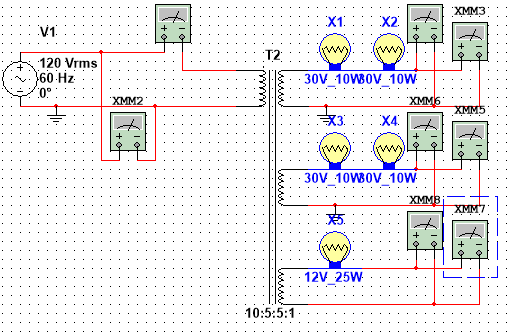 V1
120 Vrms
60 Hz
0°
XMM2
T2
10:5:5:1
X1
X2
XMM3
30V_10W
30V_10W
X3
X4
XMM6
XMM5
30V_10W
30V_10W
X5
XMM8
XMM7
12V_25W